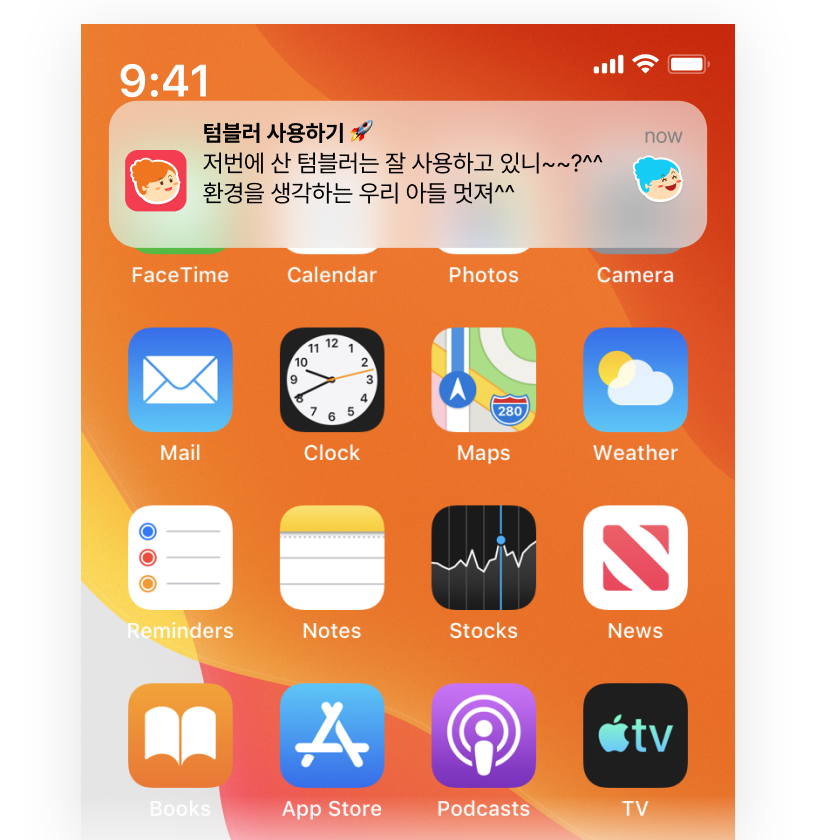 9:41
텀블러 사용하기 🚀
now
저번에 산 텀블러는 잘 사용하고 있니~~?^^
환경을 생각하는 우리 아들 멋져^^
FaceTime Calendar Photos Camera
12
11 1
10 2
9 3
8 4
7 5
6
280
Mail Clock Maps Weather
Reminders Notes Stocks News
tv
Books App Store Podcasts TV